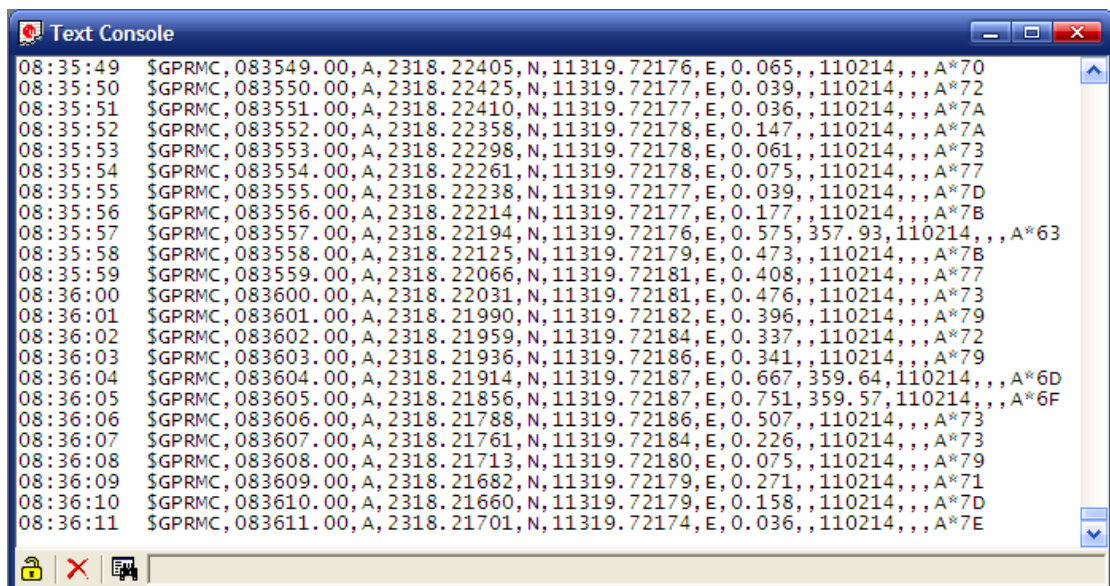 Text Console
08:35:49 $GPRMC,083549.00,A,2318.22405,N,11319.72176,E,0.065,,110214,,,A*70
08:35:50 $GPRMC,083550.00,A,2318.22425,N,11319.72177,E,0.039,,110214,,,A*72
08:35:51 $GPRMC,083551.00,A,2318.22410,N,11319.72177,E,0.036,,110214,,,A*7A
08:35:52 $GPRMC,083552.00,A,2318.22358,N,11319.72178,E,0.147,,110214,,,A*7A
08:35:53 $GPRMC,083553.00,A,2318.22298,N,11319.72178,E,0.061,,110214,,,A*73
08:35:54 $GPRMC,083554.00,A,2318.22261,N,11319.72178,E,0.075,,110214,,,A*77
08:35:55 $GPRMC,083555.00,A,2318.22238,N,11319.72177,E,0.039,,110214,,,A*7D
08:35:56 $GPRMC,083556.00,A,2318.22214,N,11319.72177,E,0.177,,110214,,,A*7B
08:35:57 $GPRMC,083557.00,A,2318.22194,N,11319.72176,E,0.575,357.93,110214,,,A*63
08:35:58 $GPRMC,083558.00,A,2318.22125,N,11319.72179,E,0.473,,110214,,,A*7B
08:35:59 $GPRMC,083559.00,A,2318.22066,N,11319.72181,E,0.408,,110214,,,A*77
08:36:00 $GPRMC,083600.00,A,2318.22031,N,11319.72181,E,0.476,,110214,,,A*73
08:36:01 $GPRMC,083601.00,A,2318.21990,N,11319.72182,E,0.396,,110214,,,A*79
08:36:02 $GPRMC,083602.00,A,2318.21959,N,11319.72184,E,0.337,,110214,,,A*72
08:36:03 $GPRMC,083603.00,A,2318.21936,N,11319.72186,E,0.341,,110214,,,A*79
08:36:04 $GPRMC,083604.00,A,2318.21914,N,11319.72187,E,0.667,359.64,110214,,,A*6D
08:36:05 $GPRMC,083605.00,A,2318.21856,N,11319.72187,E,0.751,359.57,110214,,,A*6F
08:36:06 $GPRMC,083606.00,A,2318.21788,N,11319.72186,E,0.507,,110214,,,A*73
08:36:07 $GPRMC,083607.00,A,2318.21761,N,11319.72184,E,0.226,,110214,,,A*73
08:36:08 $GPRMC,083608.00,A,2318.21713,N,11319.72180,E,0.075,,110214,,,A*79
08:36:09 $GPRMC,083609.00,A,2318.21682,N,11319.72179,E,0.271,,110214,,,A*71
08:36:10 $GPRMC,083610.00,A,2318.21660,N,11319.72179,E,0.158,,110214,,,A*7D
08:36:11 $GPRMC,083611.00,A,2318.21701,N,11319.72174,E,0.036,,110214,,,A*7E